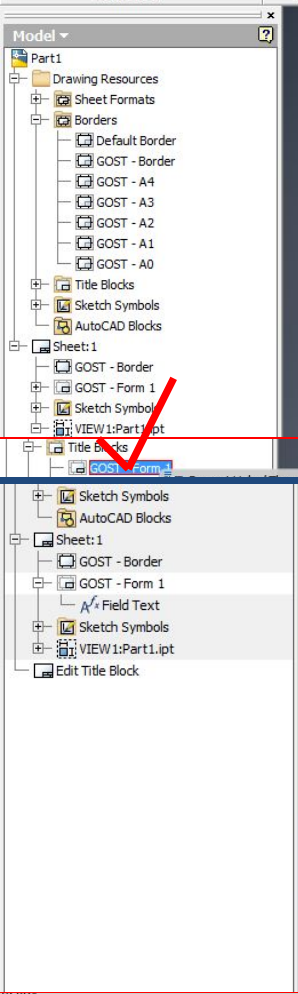 Model
Part1
Drawing Resources
Sheet Formats
Borders
Default Border
GOST - Border
GOST - A4
GOST - A3
GOST - A2
GOST - A1
GOST - A0
Title Blocks
Sketch Symbols
AutoCAD Blocks
Sheet:1
GOST - Border
GOST - Form 1
Sketch Symbols
VIEW1:Part1.ipt
Title Blocks
GOST - Form 1
Sketch Symbols
AutoCAD Blocks
Sheet:1
GOST - Border
GOST - Form 1
Field Text
Sketch Symbols
VIEW1:Part1.ipt
Edit Title Block